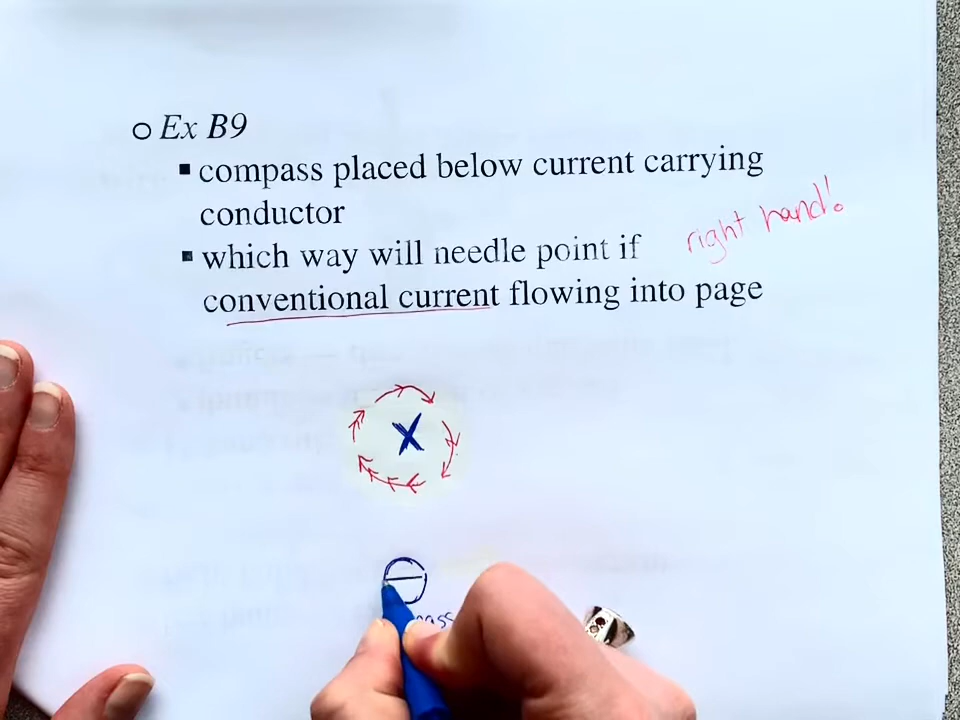 Ex B9
compass placed below current carrying
conductor
which way will needle point if
right hand!
conventional current flowing into page
X